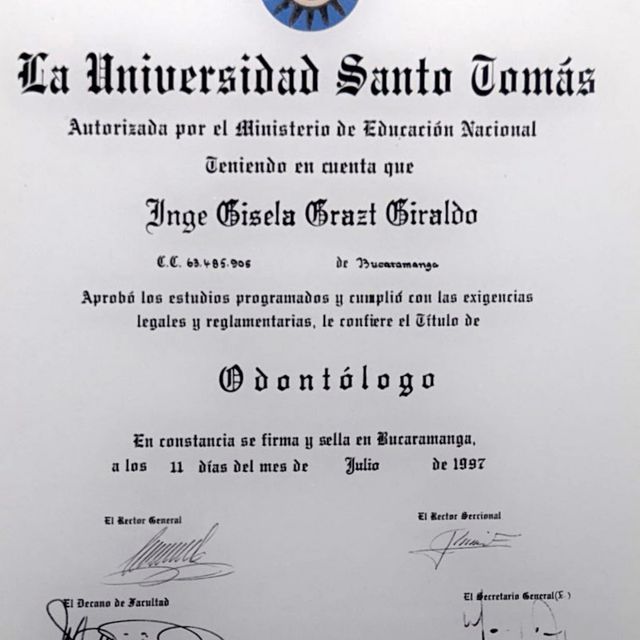 La Universidad Santo Tomás
Autorizada por el Ministerio de Educación Nacional
Teniendo en cuenta que
Inge Gisela Grazt Giraldo
C.C. 63.485.906 de Bucaramanga
Aprobó los estudios programados y cumplió con las exigencias
legales y reglamentarias, le confiere el Título de
Odontólogo
En constancia se firma y sella en Bucaramanga,
a los 11 días del mes de Julio de 1997
El Rector General
El Rector Seccional
El Decano de Facultad
El Secretario General(E.)